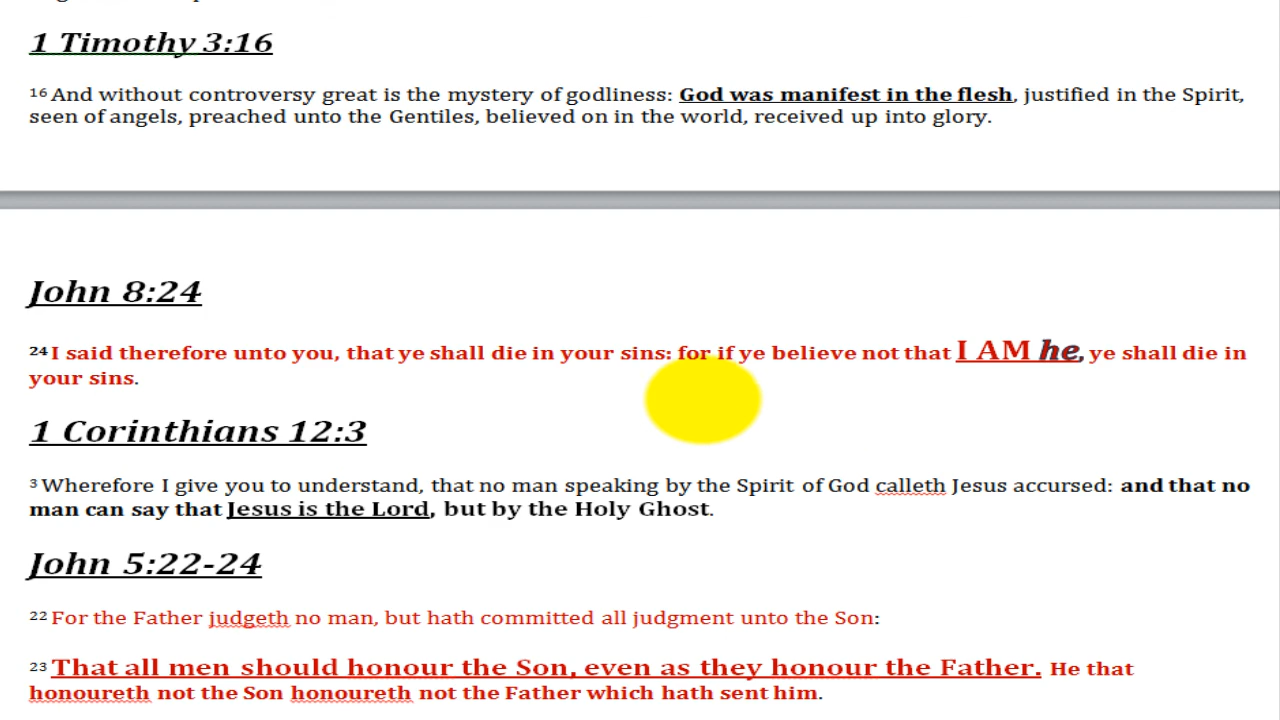 1 Timothy 3:16
16 And without controversy great is the mystery of godliness: God was manifest in the flesh, justified in the Spirit,
seen of angels, preached unto the Gentiles, believed on in the world, received up into glory.
John 8:24
24 I said therefore unto you, that ye shall die in your sins: for if ye believe not that I AM he, ye shall die in
your sins.
1 Corinthians 12:3
3 Wherefore I give you to understand, that no man speaking by the Spirit of God calleth Jesus accursed: and that no
man can say that Jesus is the Lord, but by the Holy Ghost.
John 5:22-24
22 For the Father judgeth no man, but hath committed all judgment unto the Son:
23 That all men should honour the Son, even as they honour the Father. He that
honoureth not the Son honoureth not the Father which hath sent him.